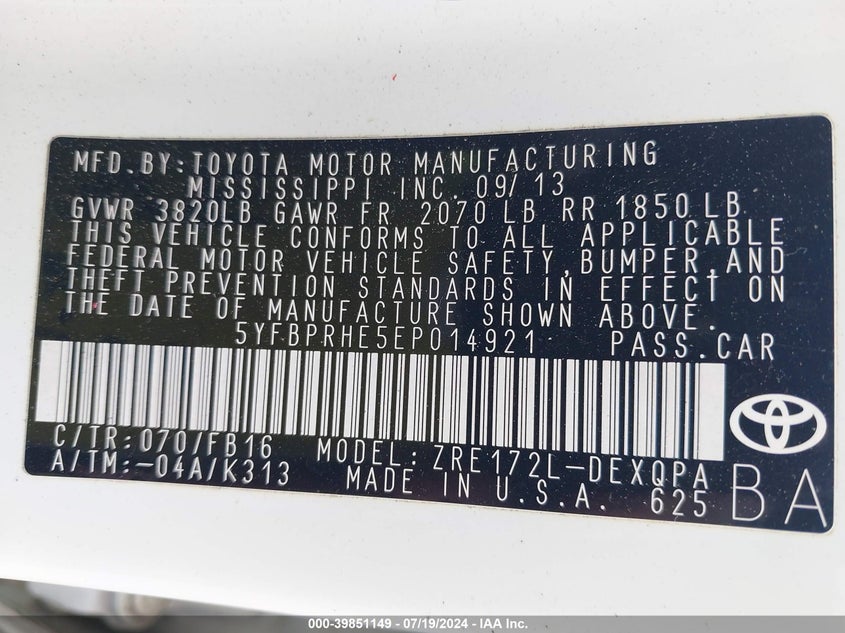 MFD.BY:TOYOTA MOTOR MANUFACTURING
MISSISSIPPI INC. 09/13
GVWR 3820LB GAWR FR 2070 LB RR 1850 LB
THIS VEHICLE CONFORMS TO ALL APPLICABLE
FEDERAL MOTOR VEHICLE SAFETY,BUMPER,AND
THEFT PREVENTION STANDARDS IN EFFECT ON
THE DATE OF MANUFACTURE SHOWN ABOVE.
5YFBPRHE5EP014921 PASS.CAR
C/TR:070/FB16 MODEL:ZRE172L-DEXQPA
A/TM:-04A/K313 MADE IN U.S.A. 625 BA
000-39851149 - 07/19/2024 - IAA Inc.